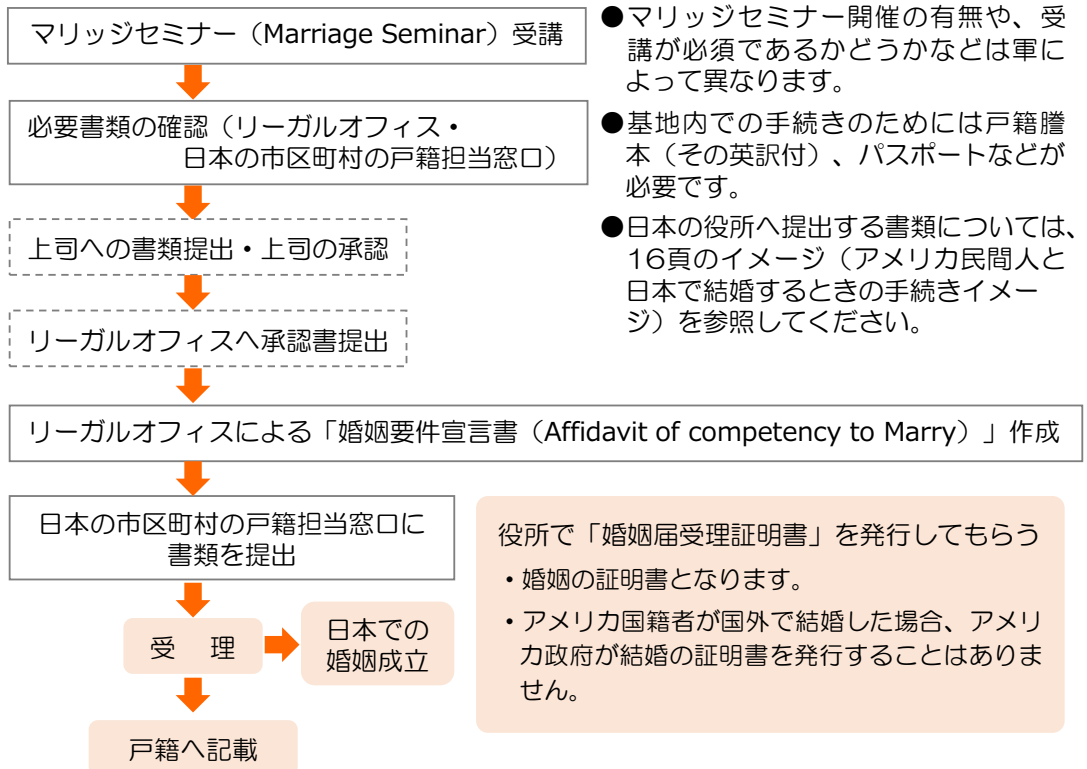 マリッジセミナー（Marriage Seminar）受講
必要書類の確認（リーガルオフィス・
日本の市区町村の戸籍担当窓口）
上司への書類提出・上司の承認
リーガルオフィスへ承認書提出
リーガルオフィスによる「婚姻要件宣言書（Affidavit of competency to Marry）」作成
日本の市区町村の戸籍担当窓口に
書類を提出
受　理
日本での
婚姻成立
戸籍へ記載
●マリッジセミナー開催の有無や、受
講が必須であるかどうかなどは軍に
よって異なります。
●基地内での手続きのためには戸籍謄
本（その英訳付）、パスポートなどが
必要です。
●日本の役所へ提出する書類については、
16頁のイメージ（アメリカ民間人と
日本で結婚するときの手続きイメー
ジ）を参照してください。
役所で「婚姻届受理証明書」を発行してもらう
・婚姻の証明書となります。
・アメリカ国籍者が国外で結婚した場合、アメリ
カ政府が結婚の証明書を発行することはありま
せん。